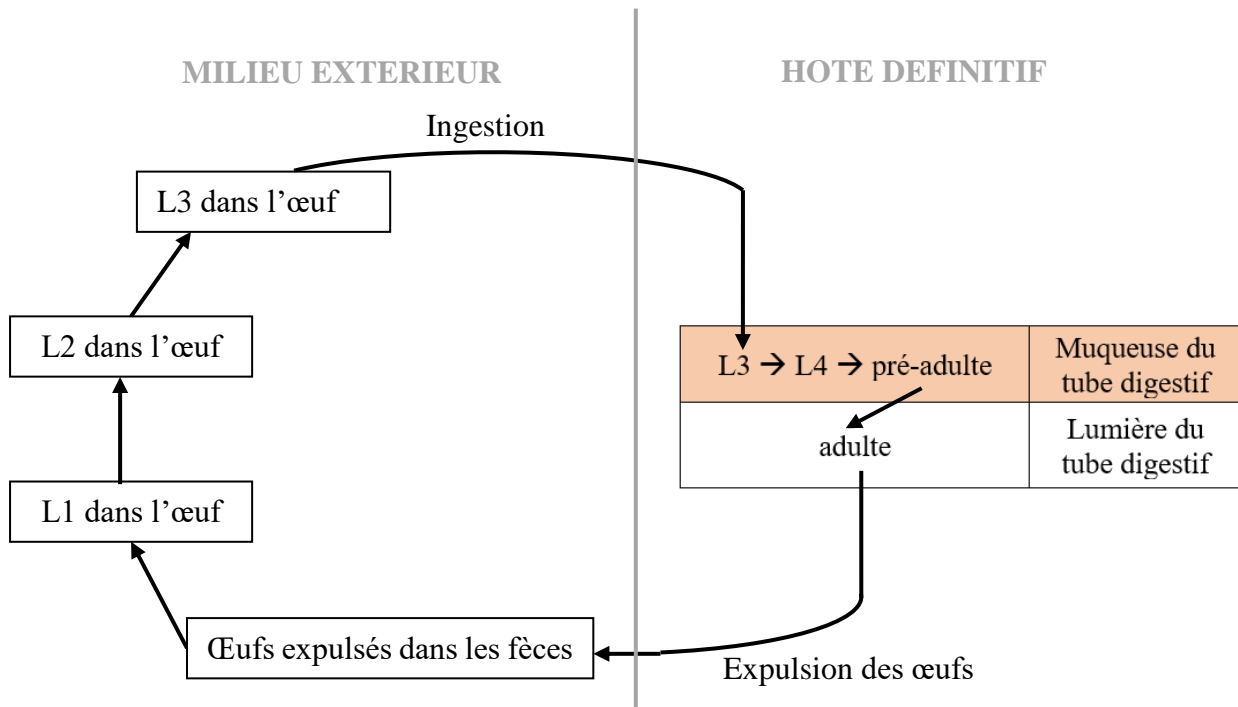 MILIEU EXTERIEUR
HOTE DEFINITIF
Ingestion
L3 dans l’œuf
L2 dans l’œuf
L1 dans l’œuf
Œufs expulsés dans les fèces
L3 → L4 → pré-adulte
Muqueuse du
tube digestif
adulte
Lumière du
tube digestif
Expulsion des œufs